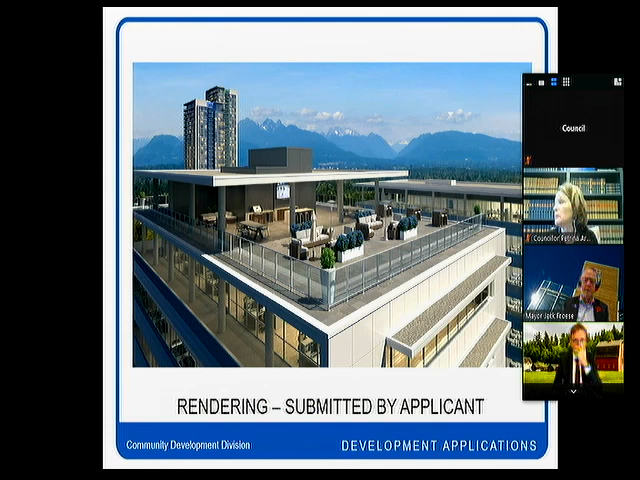 Council
Councillor Petrina Ar...
Mayor Jack Froese
RENDERING – SUBMITTED BY APPLICANT
Community Development Division
DEVELOPMENT APPLICATIONS